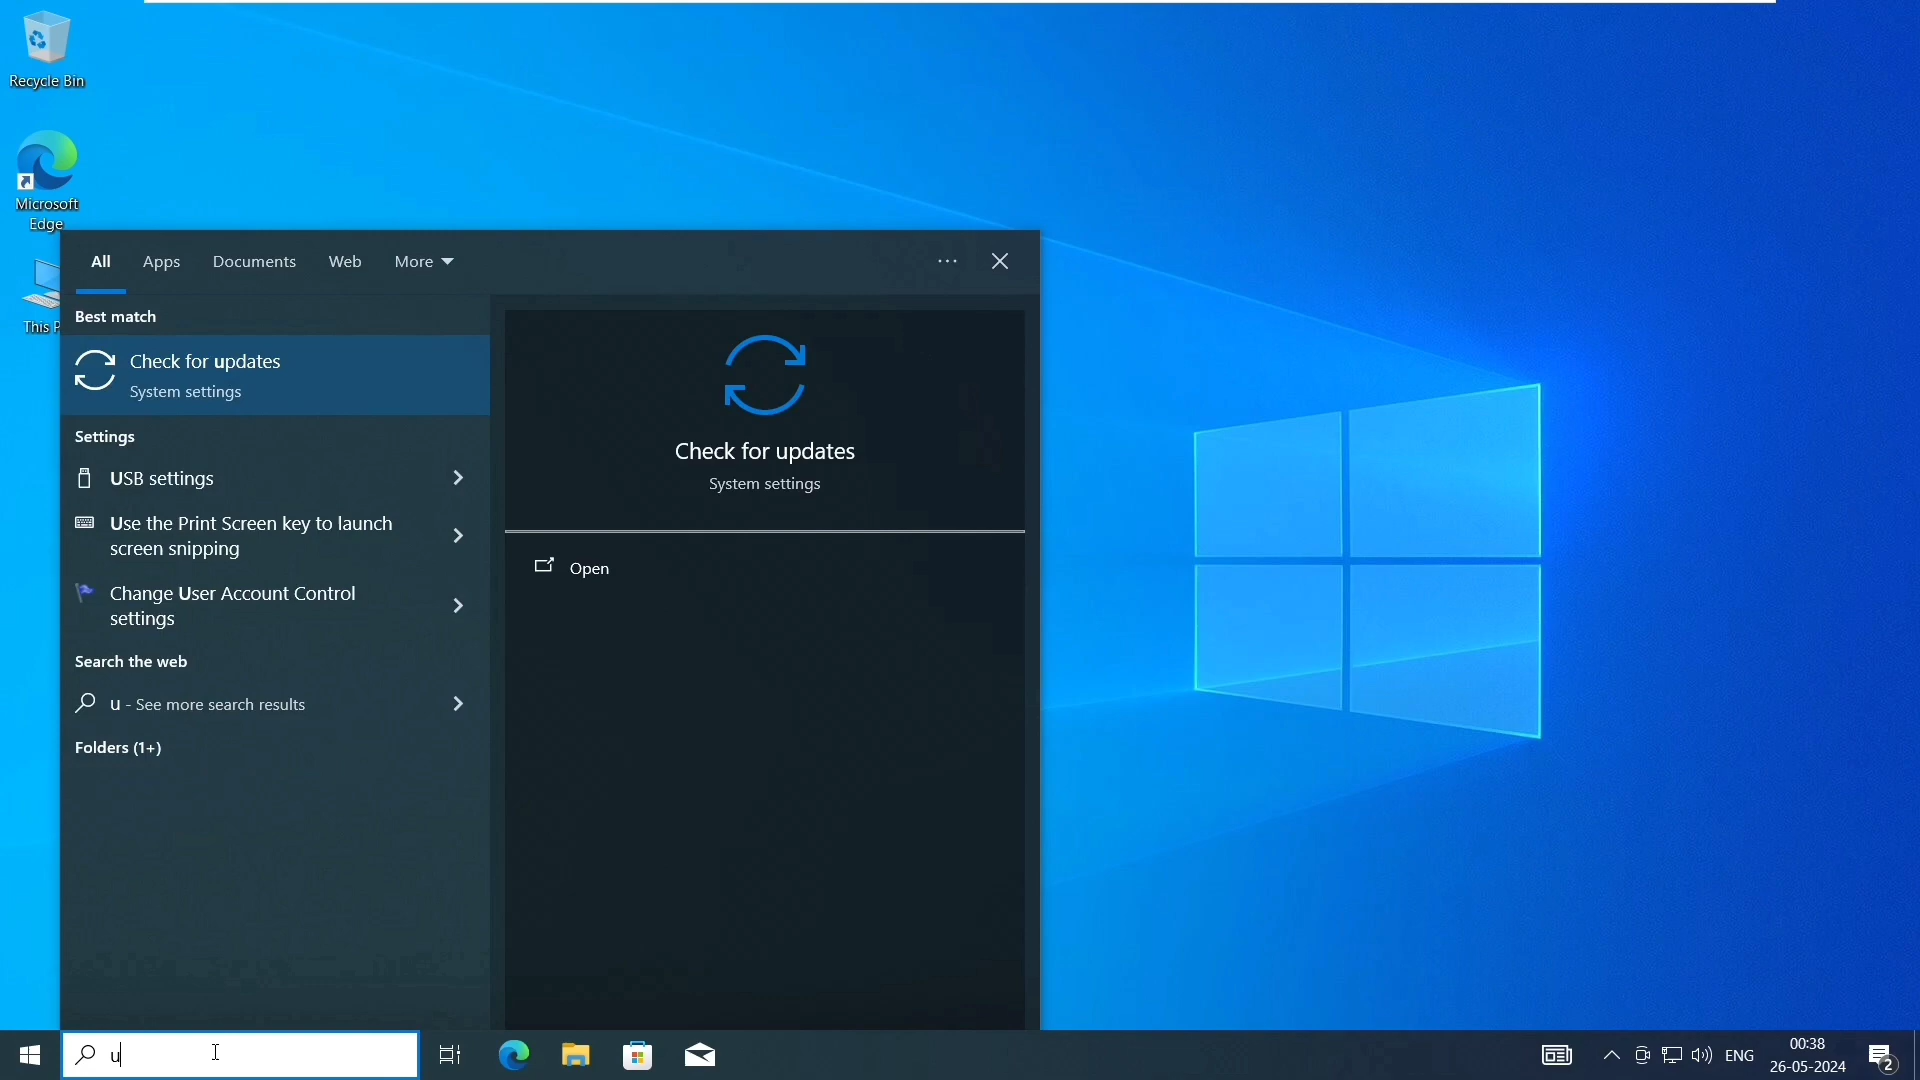 Recycle Bin
Microsoft
Edge
This P
All
Apps
Documents
Web
More
Best match
Check for updates
System settings
Settings
USB settings
Use the Print Screen key to launch
screen snipping
Change User Account Control
settings
Search the web
u - See more search results
Folders (1+)
Check for updates
System settings
Open
u
ENG
00:38
26-05-2024
2